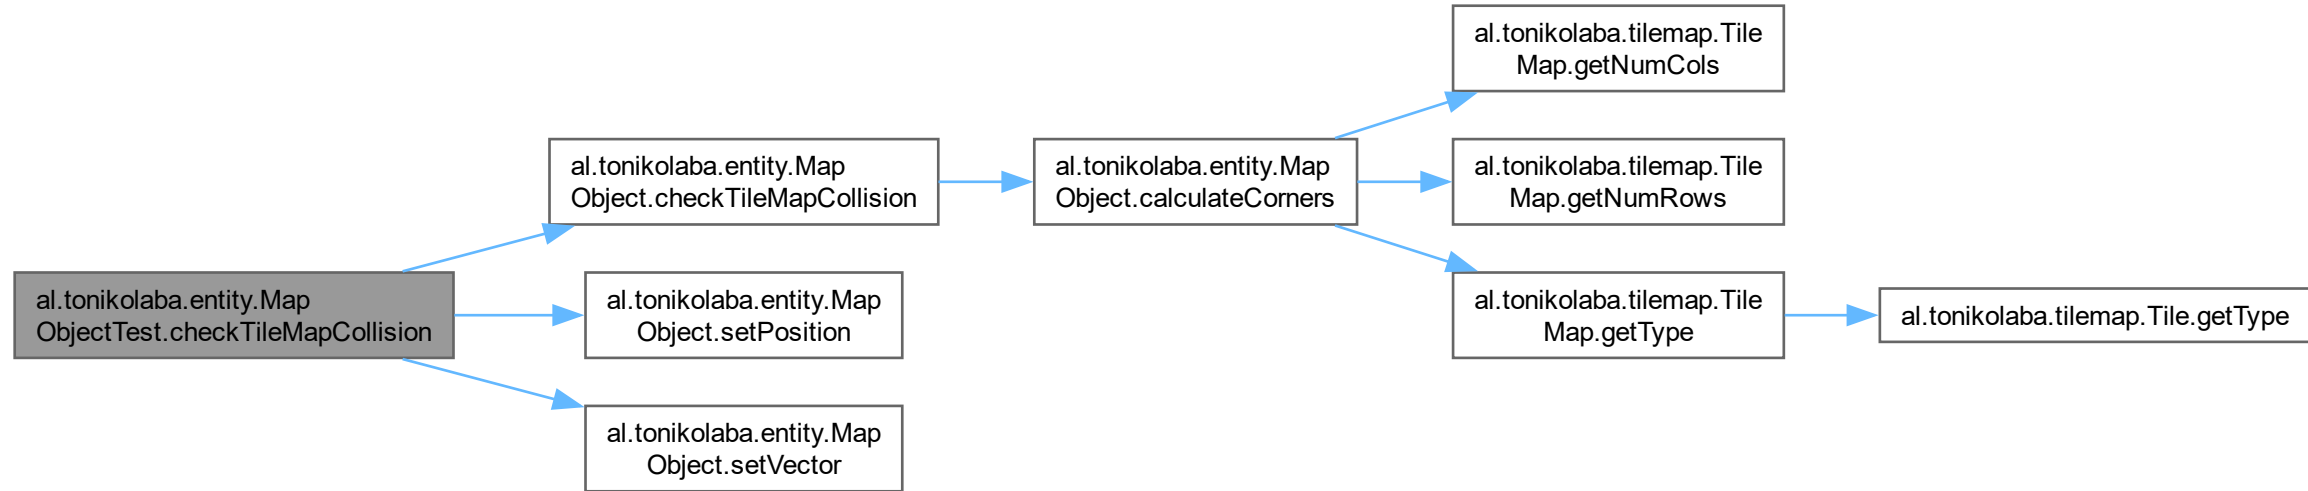 al.tonikolaba.entity.Map
ObjectTest.checkTileMapCollision
al.tonikolaba.entity.Map
Object.checkTileMapCollision
al.tonikolaba.entity.Map
Object.setPosition
al.tonikolaba.entity.Map
Object.setVector
al.tonikolaba.entity.Map
Object.calculateCorners
al.tonikolaba.tilemap.Tile
Map.getNumCols
al.tonikolaba.tilemap.Tile
Map.getNumRows
al.tonikolaba.tilemap.Tile
Map.getType
al.tonikolaba.tilemap.Tile.getType